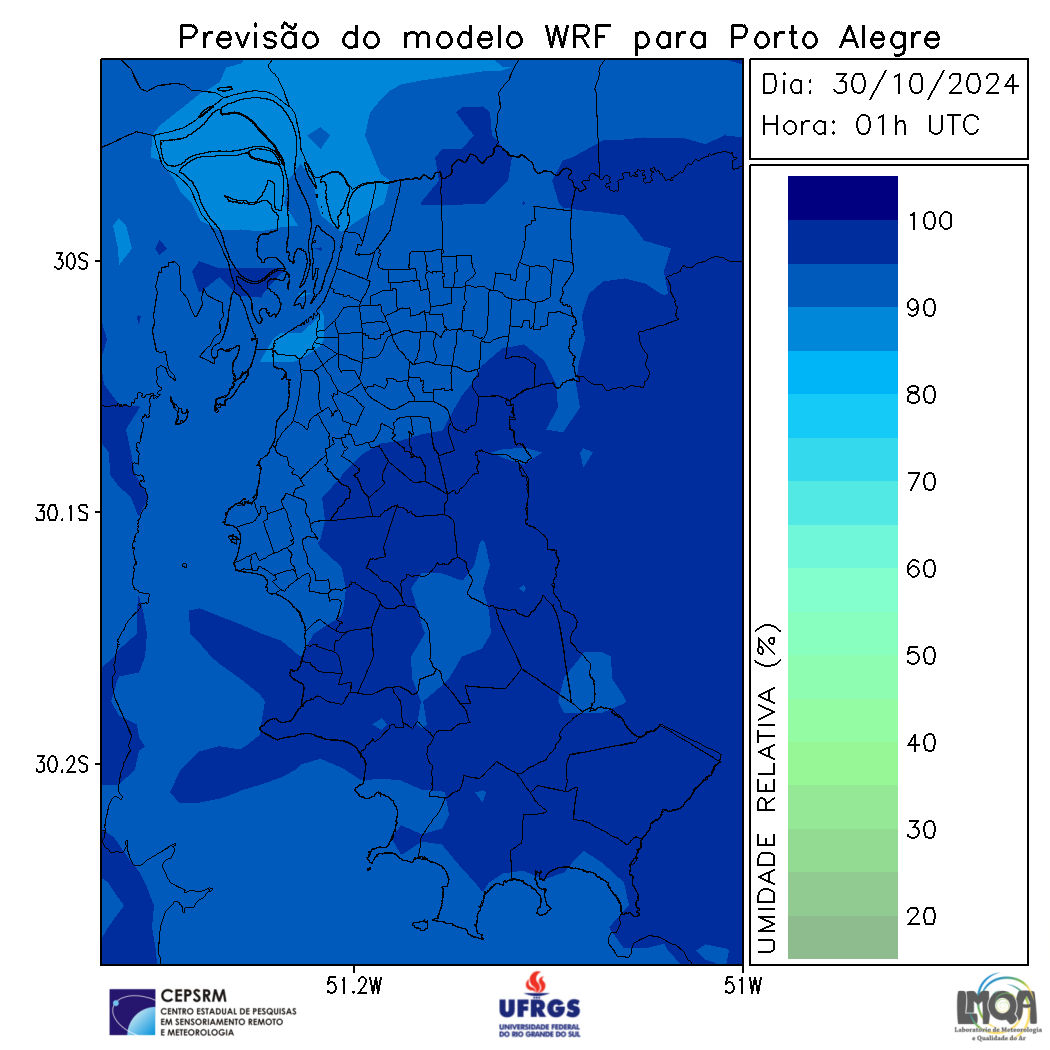 Previsão do modelo WRF para Porto Alegre
Dia: 30/10/2024
Hora: 01h UTC
100
90
80
70
60
50
40
30
20
UMIDADE RELATIVA (%)
30S
30.1S
30.2S
51.2W
51W
CEPSRM
CENTRO ESTADUAL DE PESQUISAS
EM SENSORIAMENTO REMOTO
E METEOROLOGIA
UFRGS
UNIVERSIDADE FEDERAL
DO RIO GRANDE DO SUL
LMQA
Laboratório de Meteorologia
e Qualidade do Ar